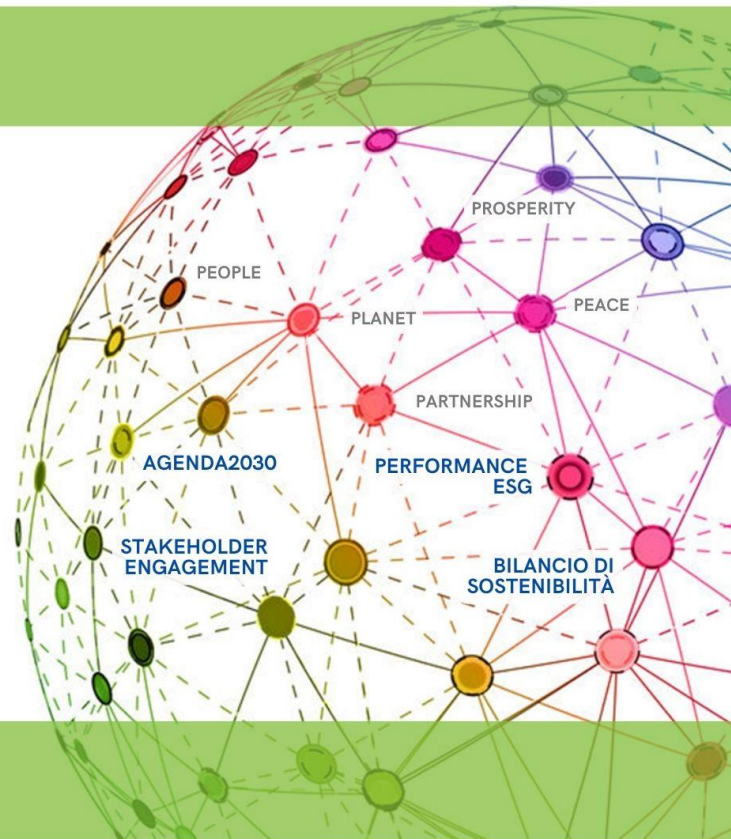 PROSPERITY
PEOPLE
PEACE
PLANET
PARTNERSHIP
AGENDA2030
PERFORMANCE
ESG
STAKEHOLDER
ENGAGEMENT
BILANCIO DI
SOSTENIBILITÀ